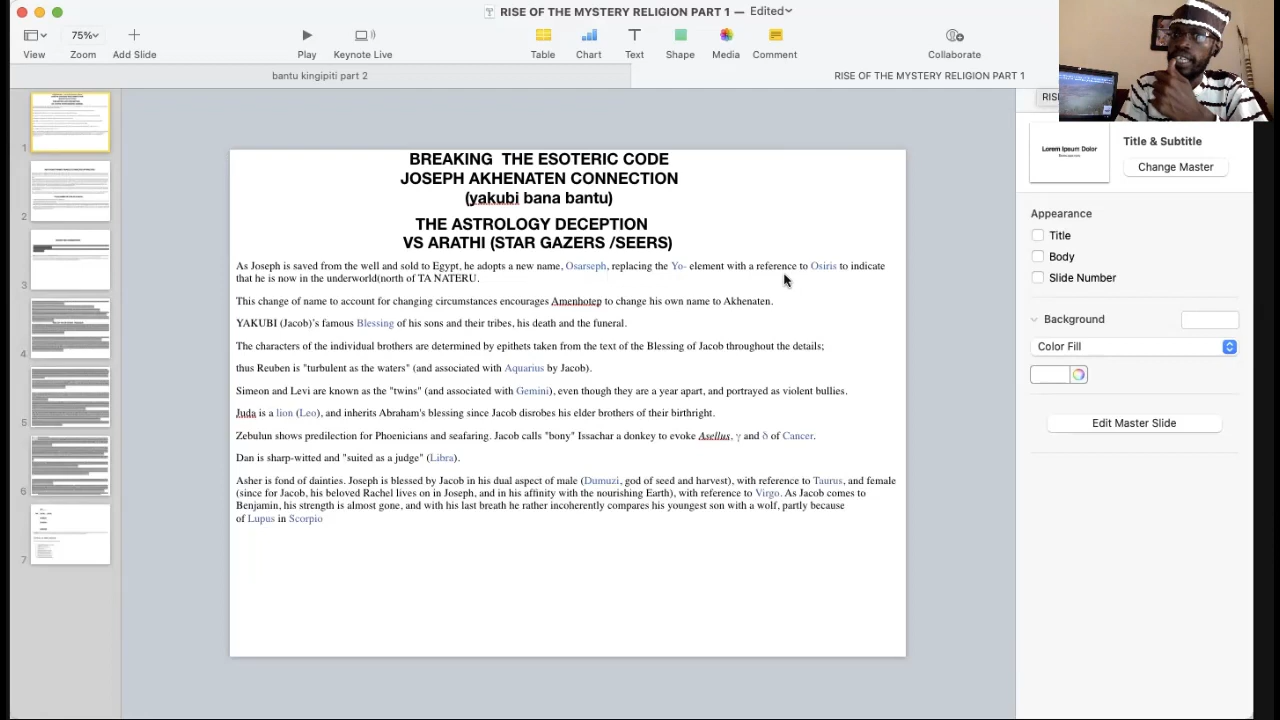 RISE OF THE MYSTERY RELIGION PART 1 — Edited
View
75%
Zoom
Add Slide
Play
Keynote Live
Table
Chart
Text
Shape
Media
Comment
Collaborate
bantu kingipiti part 2
RISE OF THE MYSTERY RELIGION PART 1
RISE
1
2
3
4
5
6
7
BREAKING THE ESOTERIC CODE
JOSEPH AKHENATEN CONNECTION
(yakubi bana bantu)
THE ASTROLOGY DECEPTION
VS ARATHI (STAR GAZERS /SEERS)
As Joseph is saved from the well and sold to Egypt, he adopts a new name, Osarseph, replacing the Yo- element with a reference to Osiris to indicate
that he is now in the underworld(north of TA NATERU.
This change of name to account for changing circumstances encourages Amenhotep to change his own name to Akhenaten.
YAKUBI (Jacob)'s famous Blessing of his sons and their tribes, his death and the funeral.
The characters of the individual brothers are determined by epithets taken from the text of the Blessing of Jacob throughout the details;
thus Reuben is "turbulent as the waters" (and associated with Aquarius by Jacob).
Simeon and Levi are known as the "twins" (and associated with Gemini), even though they are a year apart, and portrayed as violent bullies.
Juda is a lion (Leo), and inherits Abraham's blessing since Jacob disrobes his elder brothers of their birthright.
Zebulun shows predilection for Phoenicians and seafaring. Jacob calls "bony" Issachar a donkey to evoke Asellus, γ and δ of Cancer.
Dan is sharp-witted and "suited as a judge" (Libra).
Asher is fond of dainties. Joseph is blessed by Jacob in his dual aspect of male (Dumuzi, god of seed and harvest), with reference to Taurus, and female
(since for Jacob, his beloved Rachel lives on in Joseph, and in his affinity with the nourishing Earth), with reference to Virgo. As Jacob comes to
Benjamin, his strength is almost gone, and with his last breath he rather incoherently compares his youngest son with a wolf, partly because
of Lupus in Scorpio
Lorem Ipsum Dolor
Title & Subtitle
Change Master
Appearance
Title
Body
Slide Number
Background
Color Fill
Edit Master Slide